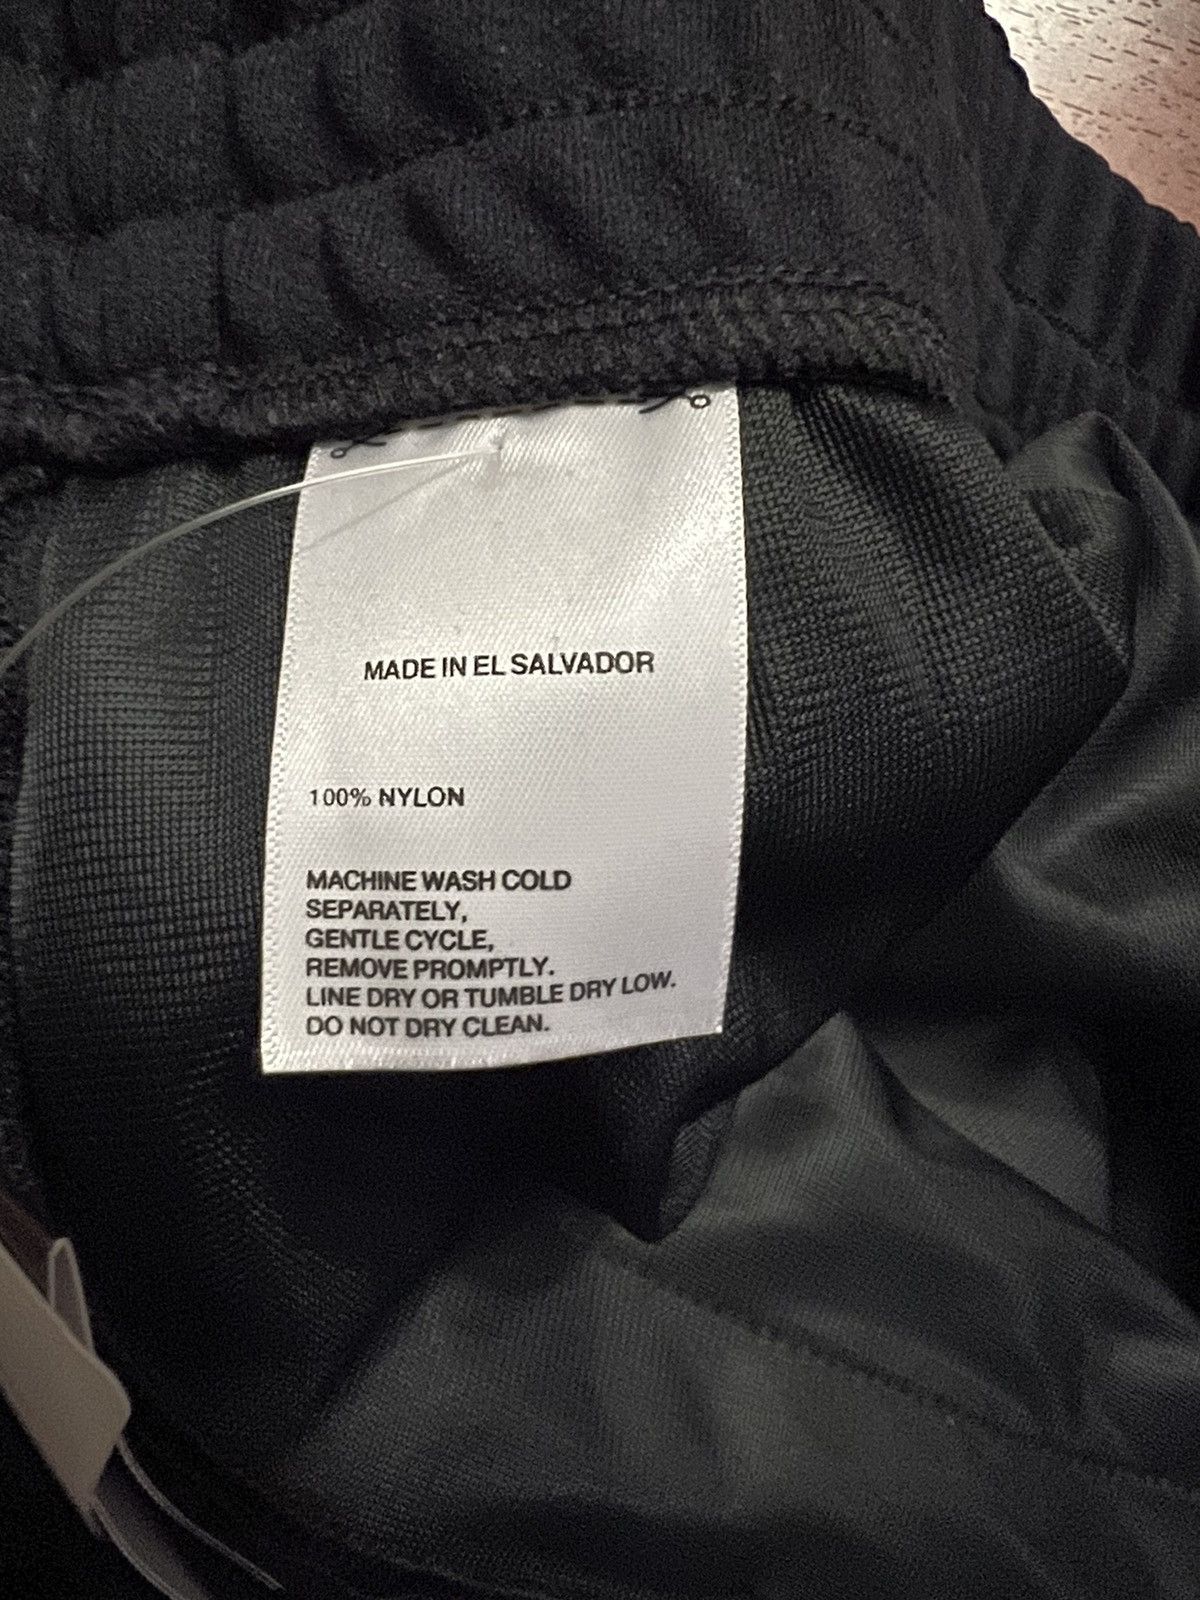 MADE IN EL SALVADOR
100% NYLON
MACHINE WASH COLD
SEPARATELY,
GENTLE CYCLE,
REMOVE PROMPTLY.
LINE DRY OR TUMBLE DRY LOW.
DO NOT DRY CLEAN.